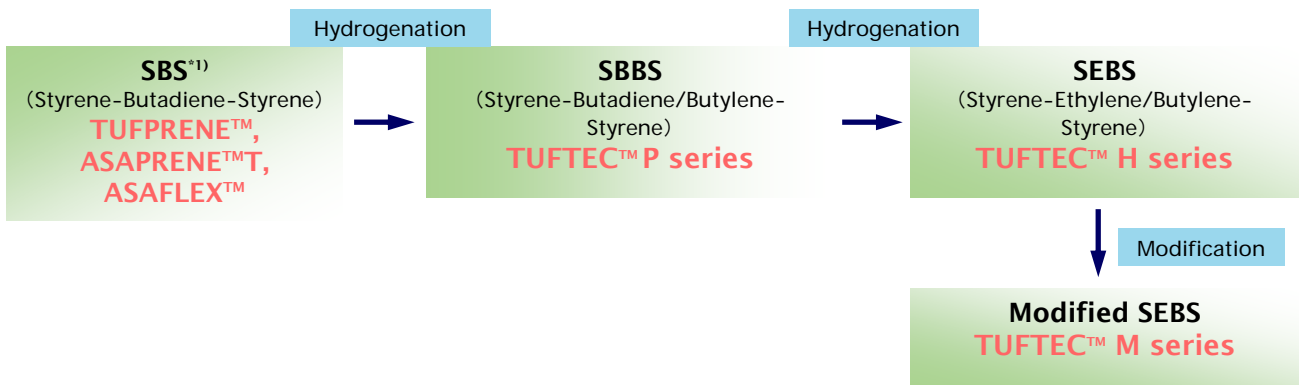 Hydrogenation
Hydrogenation
SBS*1)
（Styrene-Butadiene-Styrene）
TUFPRENE™,
ASAPRENE™T,
ASAFLEX™
SBBS
（Styrene-Butadiene/Butylene-
Styrene）
TUFTEC™ P series
SEBS
（Styrene-Ethylene/Butylene-
Styrene）
TUFTEC™ H series
Modification
Modified SEBS
TUFTEC™ M series